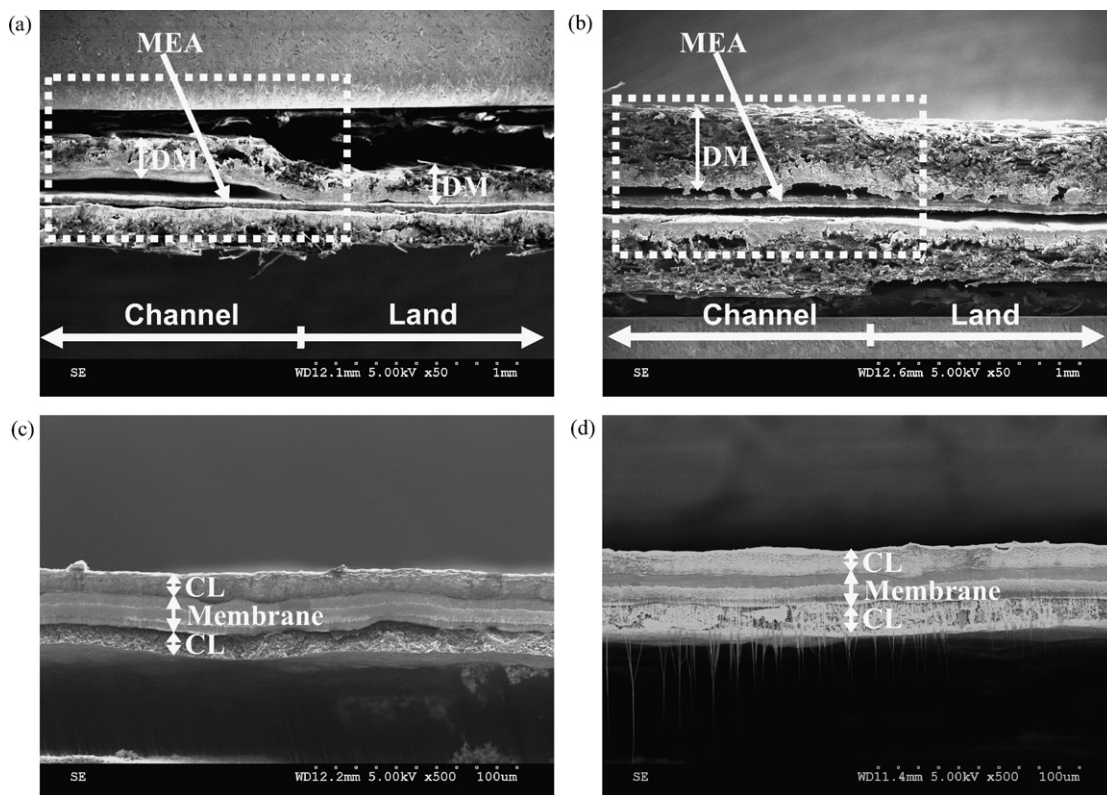 (a)
MEA
DM
DM
Channel
Land
SE
WD12.1mm 5.00kV x50 1mm
(b)
MEA
DM
Channel
Land
SE
WD12.6mm 5.00kV x50 1mm
(c)
CL
Membrane
CL
SE
WD12.2mm 5.00kV x500 100um
(d)
CL
Membrane
CL
SE
WD11.4mm 5.00kV x500 100um